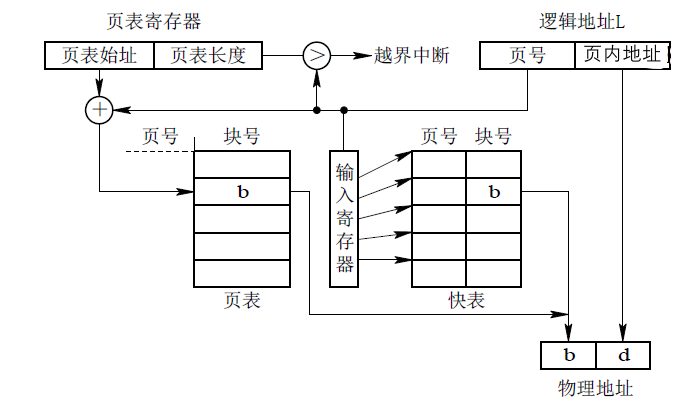 页表寄存器
逻辑地址L
页表始址 页表长度
>
越界中断
页号 页内地址
+
页号 块号
页号 块号
b
输入寄存器
b
页表
快表
b d
物理地址